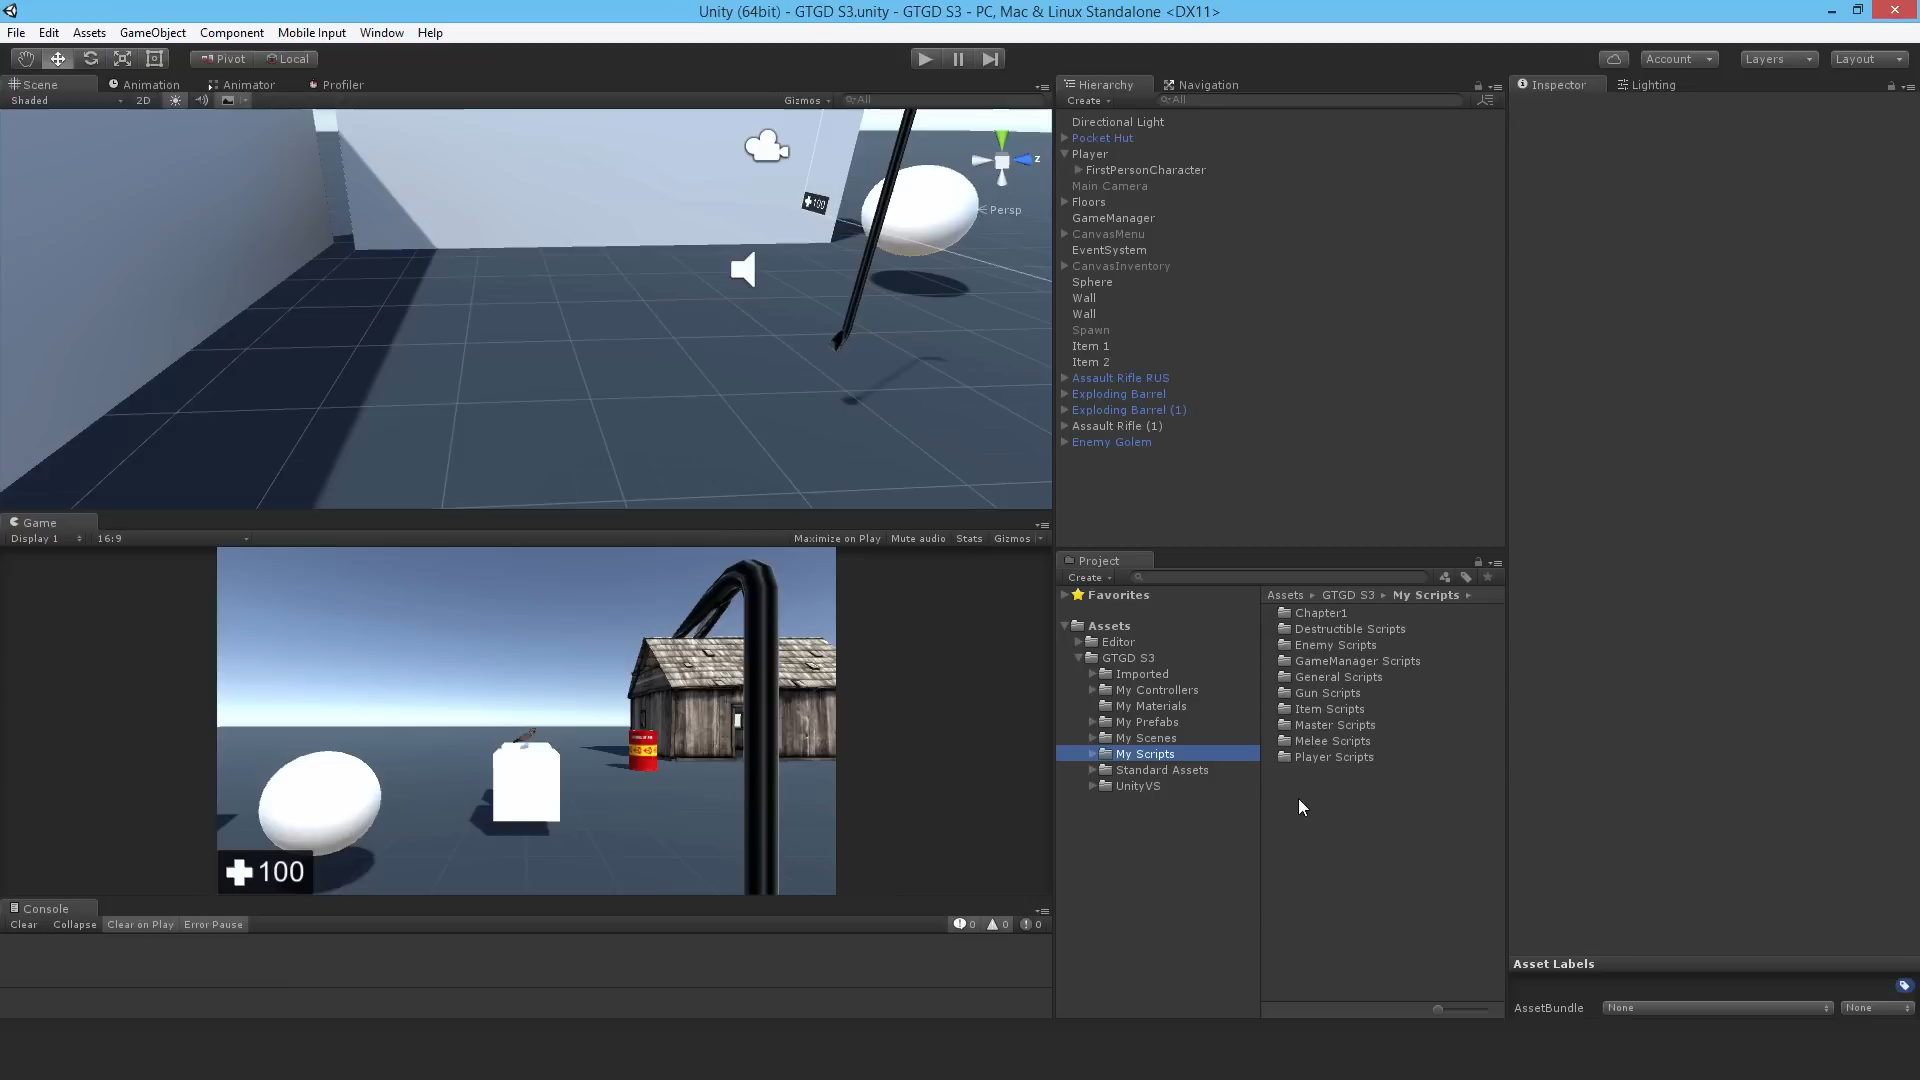 Unity (64bit) - GTGD S3.unity - GTGD S3 - PC, Mac & Linux Standalone <DX11>
File Edit Assets GameObject Component Mobile Input Window Help
Pivot Local Account Layers Layout
Scene Animation Animator Profiler
Shaded 2D Gizmos All
+100
Z
Persp
Game
Display 1 16:9 Maximize on Play Mute audio Stats Gizmos
100
Console
Clear Collapse Clear on Play Error Pause 0 0 0
Hierarchy Navigation
Create All
Directional Light
Pocket Hut
Player
FirstPersonCharacter
Main Camera
Floors
GameManager
CanvasMenu
EventSystem
CanvasInventory
Sphere
Wall
Wall
Spawn
Item 1
Item 2
Assault Rifle RUS
Exploding Barrel
Exploding Barrel (1)
Assault Rifle (1)
Enemy Golem
Project
Create
Favorites
Assets
Editor
GTGD S3
Imported
My Controllers
My Materials
My Prefabs
My Scenes
My Scripts
Standard Assets
UnityVS
Assets GTGD S3 My Scripts
Chapter1
Destructible Scripts
Enemy Scripts
GameManager Scripts
General Scripts
Gun Scripts
Item Scripts
Master Scripts
Melee Scripts
Player Scripts
Inspector Lighting
Asset Labels
AssetBundle None None